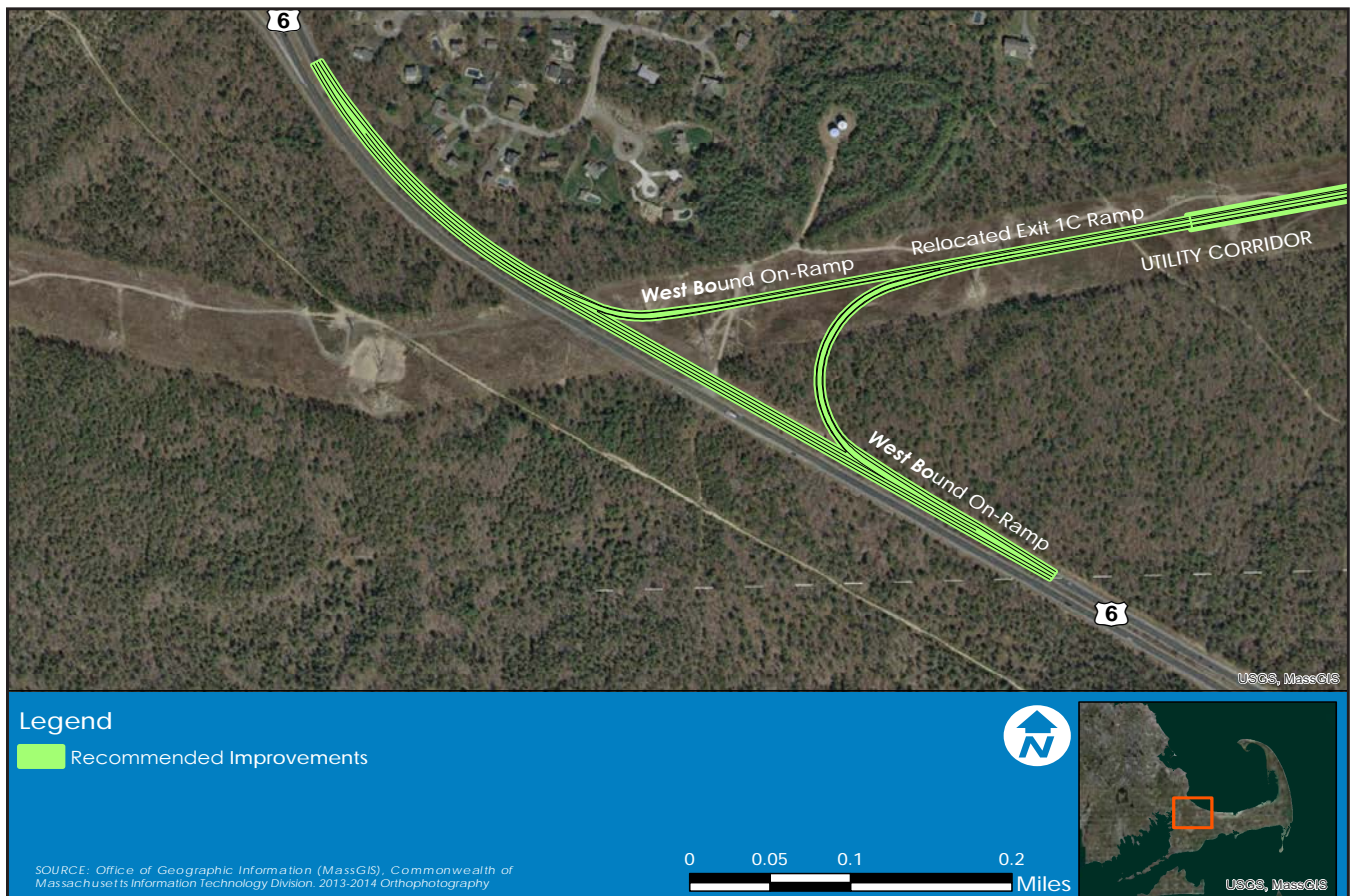 6
Relocated Exit 1C Ramp
UTILITY CORRIDOR
West Bound On-Ramp
West Bound On-Ramp
6
USGS, MassGIS
Legend
Recommended Improvements
N
SOURCE: Office of Geographic Information (MassGIS), Commonwealth of
Massachusetts Information Technology Division. 2013-2014 Orthophotography
0 0.05 0.1 0.2
Miles
USGS, MassGIS